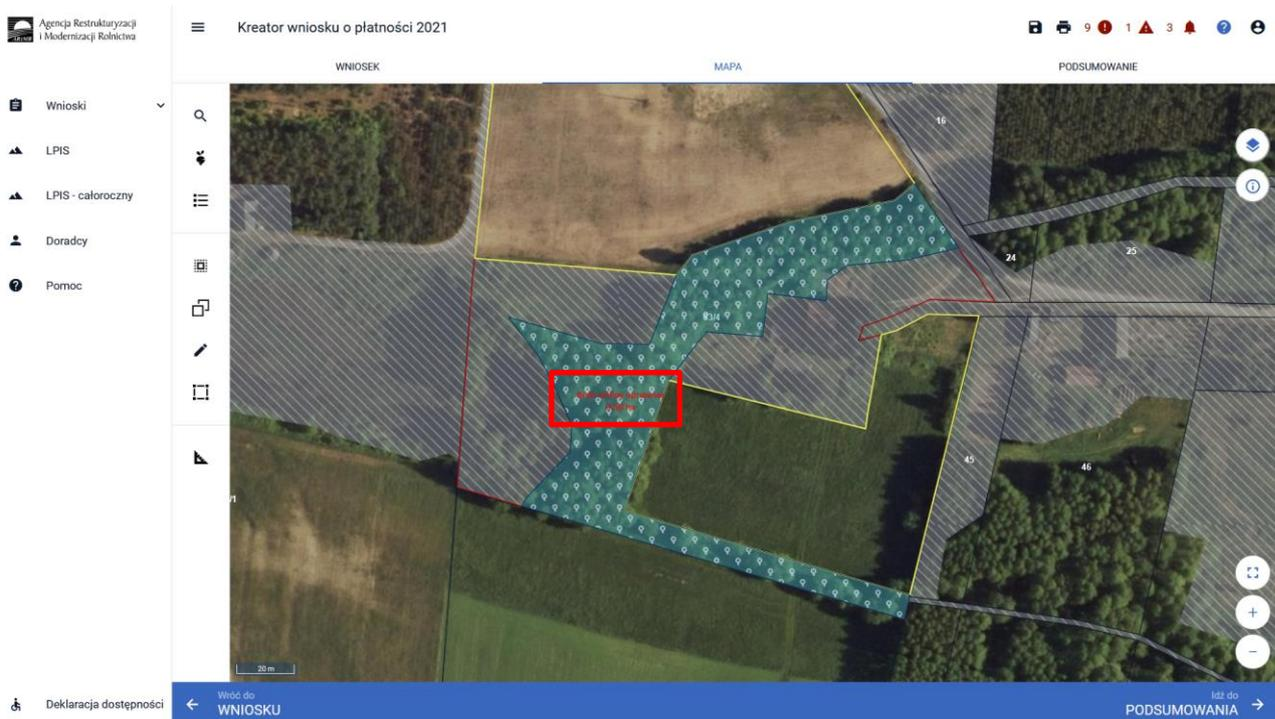 Agencja Restrukturyzacji
i Modernizacji Rolnictwa
Kreator wniosku o płatności 2021
9
1
3
WNIOSEK
MAPA
PODSUMOWANIE
Wnioski
LPIS
LPIS - całoroczny
Doradcy
Pomoc
Deklaracja dostępności
16
24
25
45
46
20 m
Wróć do
WNIOSKU
Idź do
PODSUMOWANIA